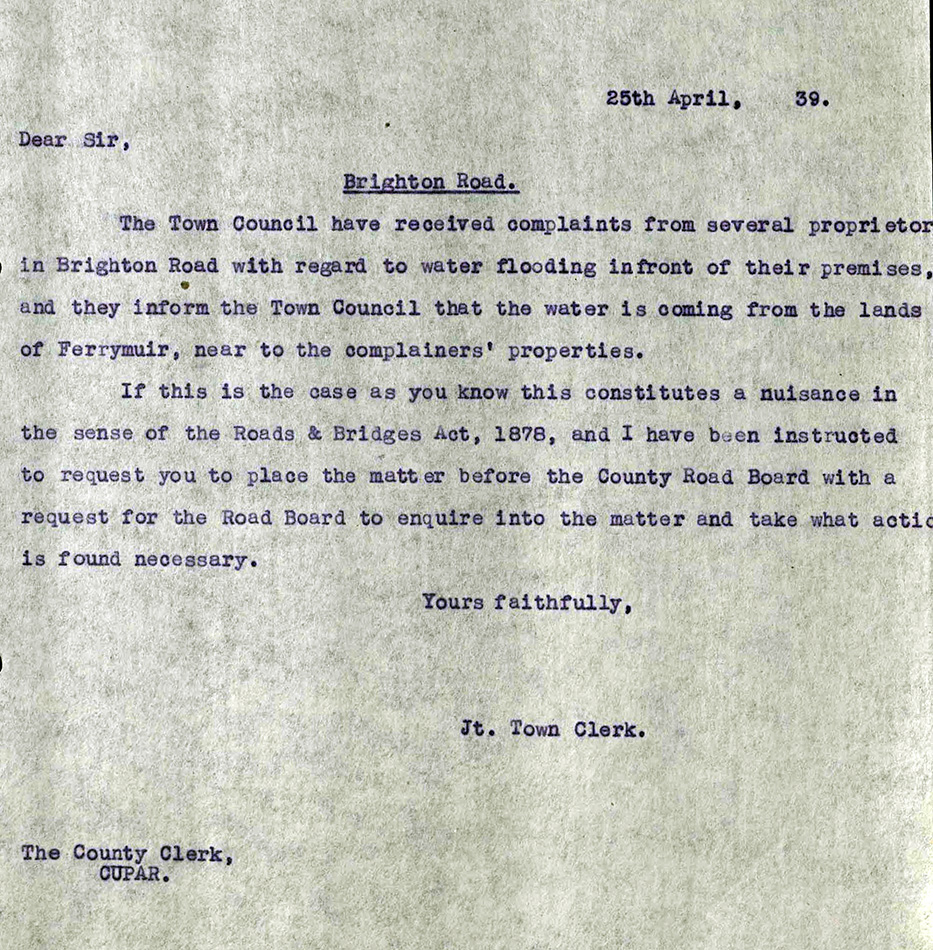 25th April, 39.
Dear Sir,
Brighton Road.
The Town Council have received complaints from several proprietor
in Brighton Road with regard to water flooding infront of their premises,
and they inform the Town Council that the water is coming from the lands
of Ferrymuir, near to the complainers' properties.
If this is the case as you know this constitutes a nuisance in
the sense of the Roads & Bridges Act, 1878, and I have been instructed
to request you to place the matter before the County Road Board with a
request for the Road Board to enquire into the matter and take what actio
is found necessary.
Yours faithfully,
Jt. Town Clerk.
The County Clerk,
CUPAR.